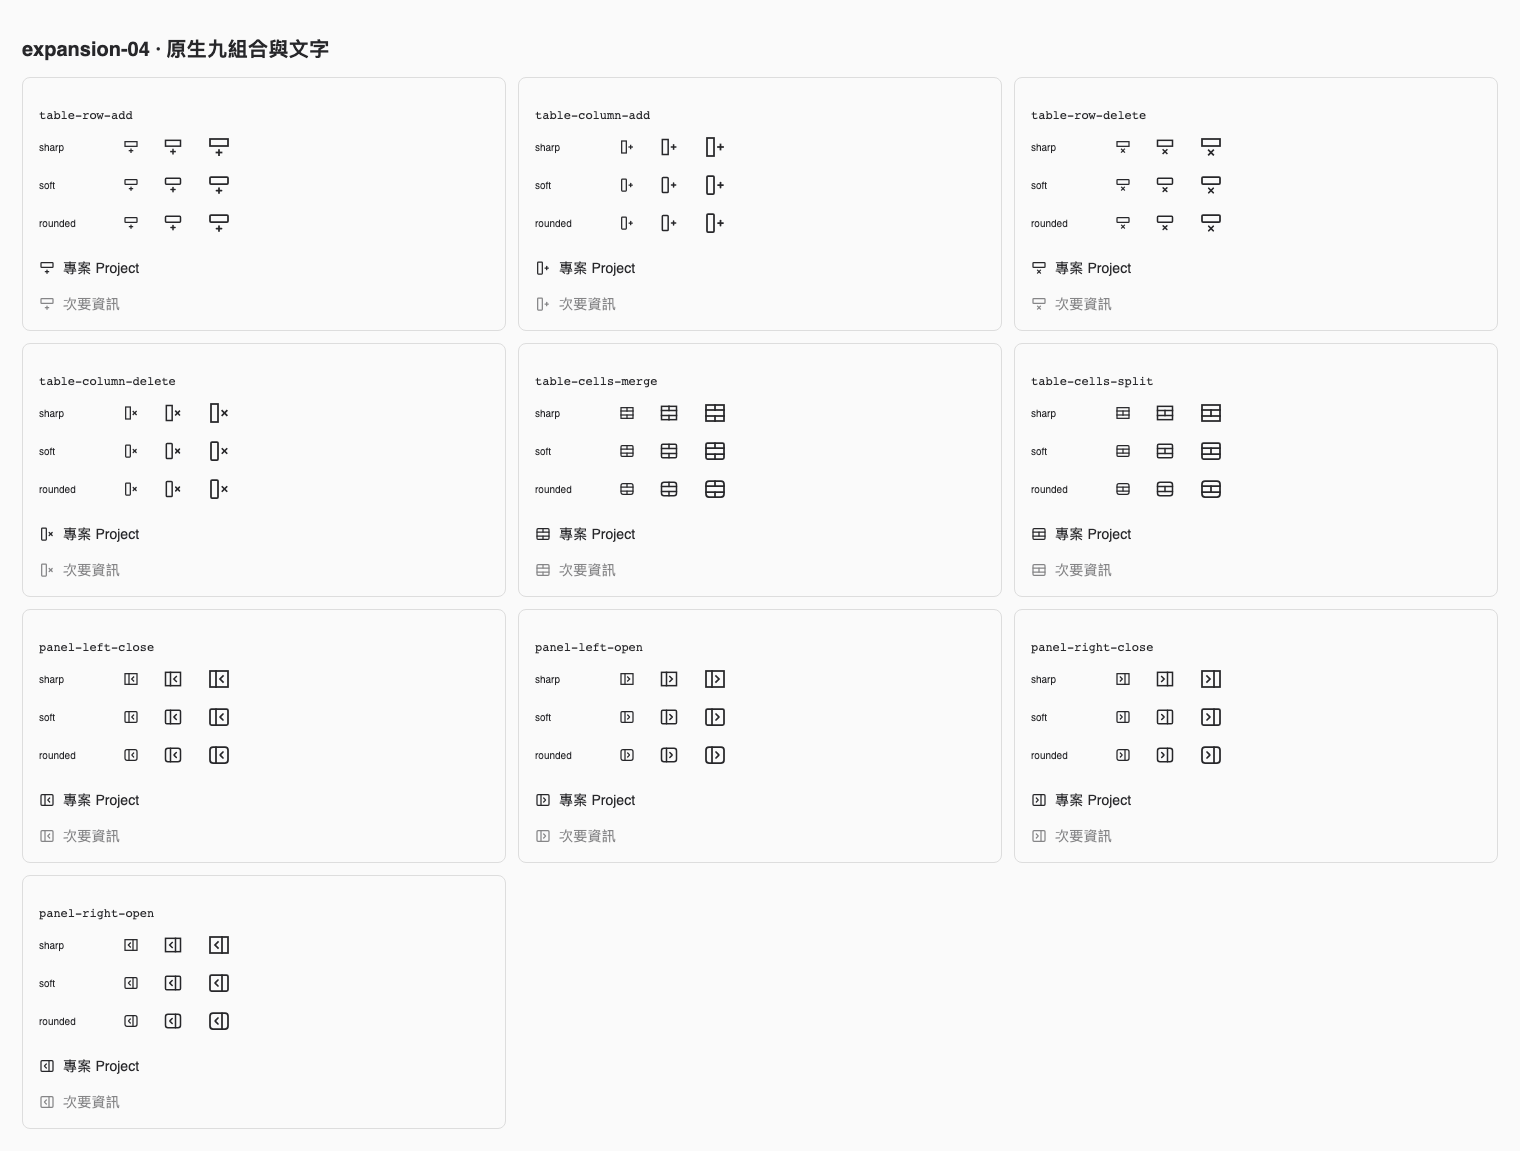 expansion-04 · 原生九組合與文字
table-row-add
sharp
soft
rounded
專案 Project
次要資訊
table-column-add
sharp
soft
rounded
專案 Project
次要資訊
table-row-delete
sharp
soft
rounded
專案 Project
次要資訊
table-column-delete
sharp
soft
rounded
專案 Project
次要資訊
table-cells-merge
sharp
soft
rounded
專案 Project
次要資訊
table-cells-split
sharp
soft
rounded
專案 Project
次要資訊
panel-left-close
sharp
soft
rounded
專案 Project
次要資訊
panel-left-open
sharp
soft
rounded
專案 Project
次要資訊
panel-right-close
sharp
soft
rounded
專案 Project
次要資訊
panel-right-open
sharp
soft
rounded
專案 Project
次要資訊